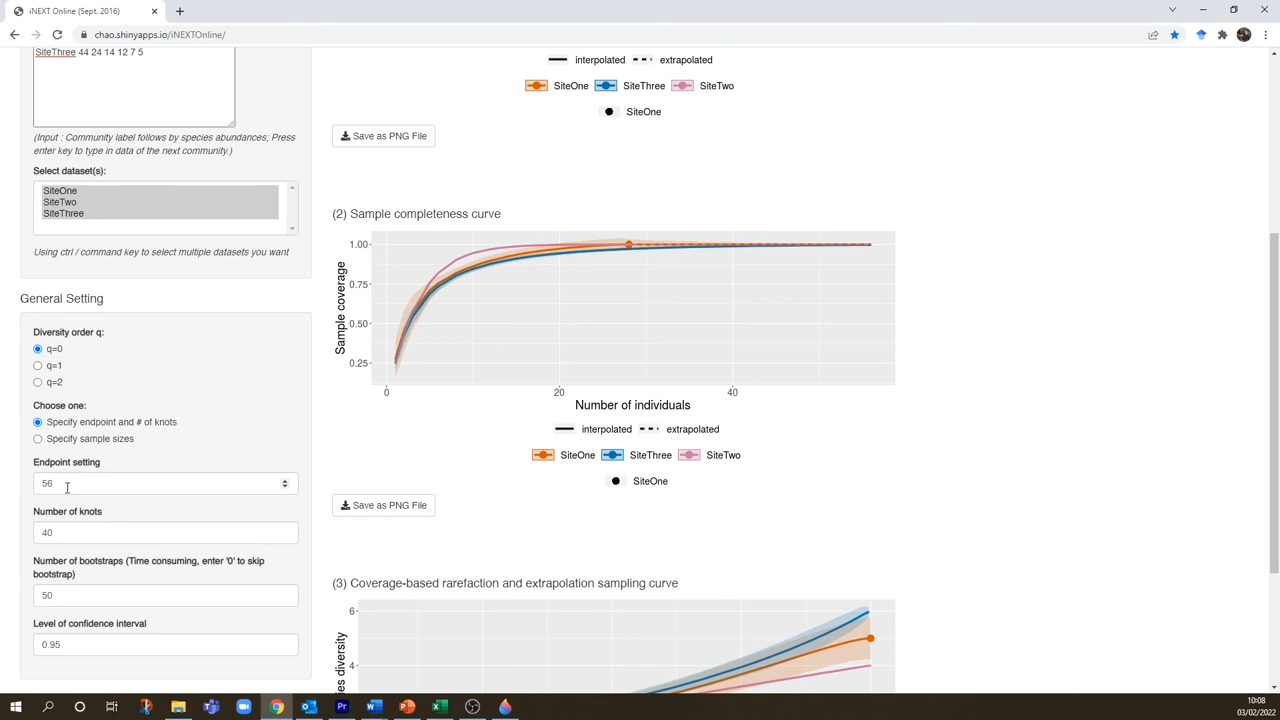 iNEXT Online (Sept. 2016)
chao.shinyapps.io/iNEXTOnline/
SiteThree 44 24 14 12 7 5
(Input : Community label follows by species abundances; Press
enter key to type in data of the next community.)
Select dataset(s):
SiteOne
SiteTwo
SiteThree
Using ctrl / command key to select multiple datasets you want
General Setting
Diversity order q:
q=0
q=1
q=2
Choose one:
Specify endpoint and # of knots
Specify sample sizes
Endpoint setting
56
Number of knots
40
Number of bootstraps (Time consuming, enter '0' to skip
bootstrap)
50
Level of confidence interval
0.95
interpolated extrapolated
SiteOne SiteThree SiteTwo
SiteOne
Save as PNG File
(2) Sample completeness curve
1.00
0.75
0.50
0.25
Sample coverage
0 20 40
Number of individuals
interpolated extrapolated
SiteOne SiteThree SiteTwo
SiteOne
Save as PNG File
(3) Coverage-based rarefaction and extrapolation sampling curve
6
4
ies diversity
10:08
03/02/2022